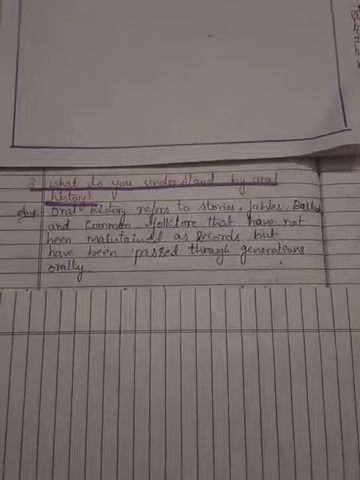 3. What do you understand by oral
history?
Ans: Oral history refers to stories, fables, Ballads
and common folklore that have not
been maintained as records but
have been passed through generations
orally.